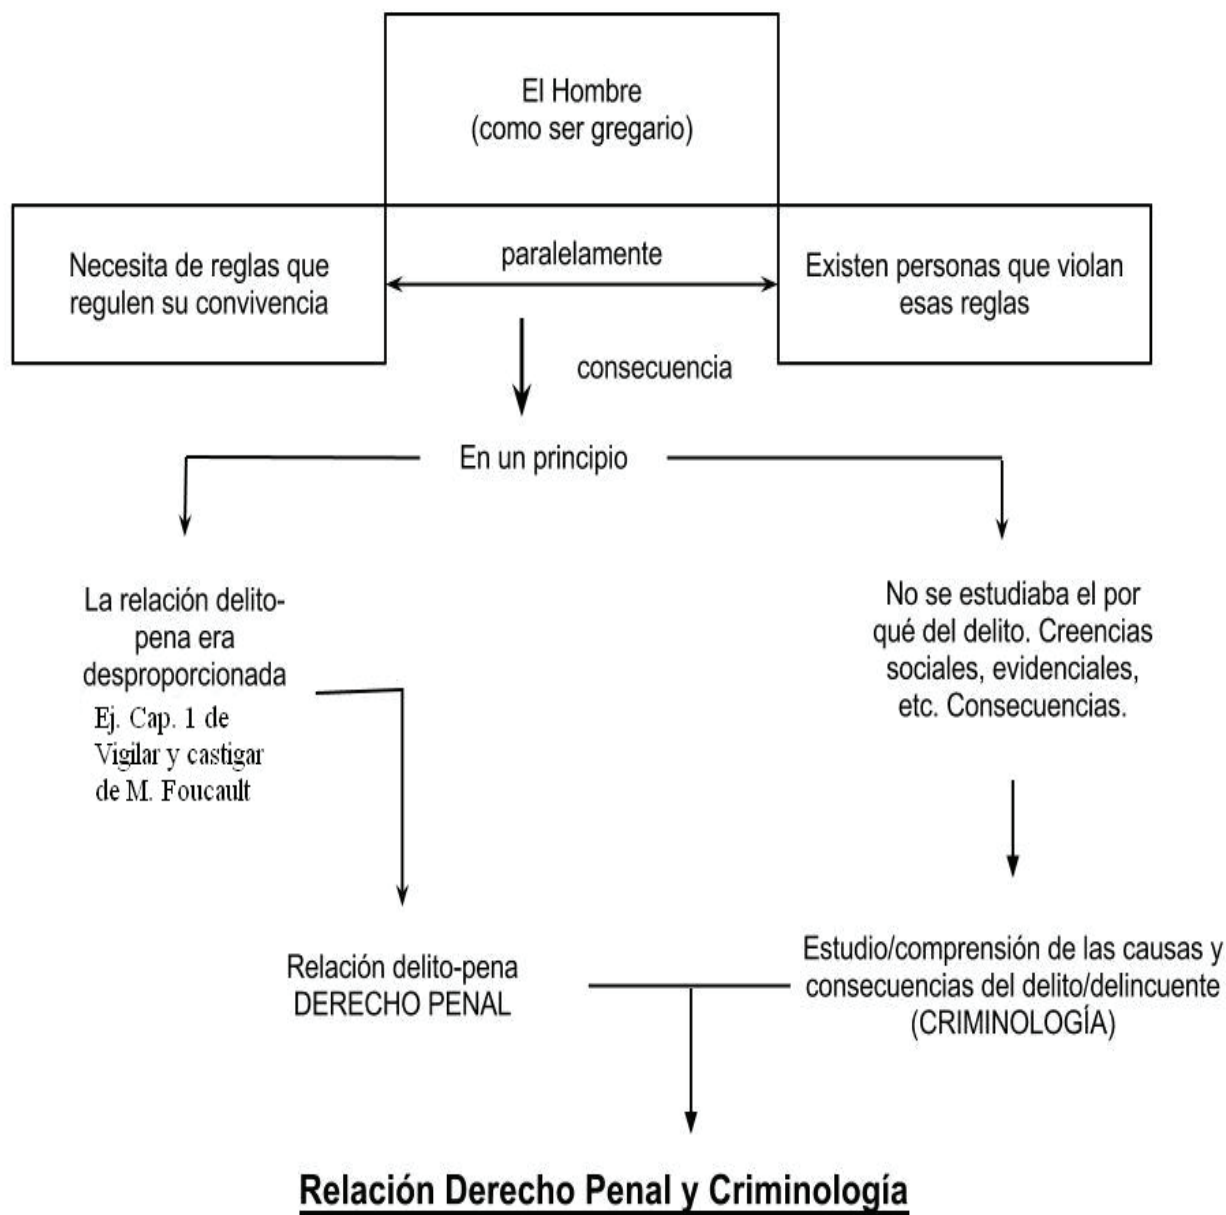 El Hombre
(como ser gregario)
Necesita de reglas que
regulen su convivencia
paralelamente
Existen personas que violan
esas reglas
consecuencia
En un principio
La relación delito-
pena era
desproporcionada
Ej. Cap. 1 de
Vigilar y castigar
de M. Foucault
No se estudiaba el por
qué del delito. Creencias
sociales, evidenciales,
etc. Consecuencias.
Relación delito-pena
DERECHO PENAL
Estudio/comprensión de las causas y
consecuencias del delito/delincuente
(CRIMINOLOGÍA)
Relación Derecho Penal y Criminología